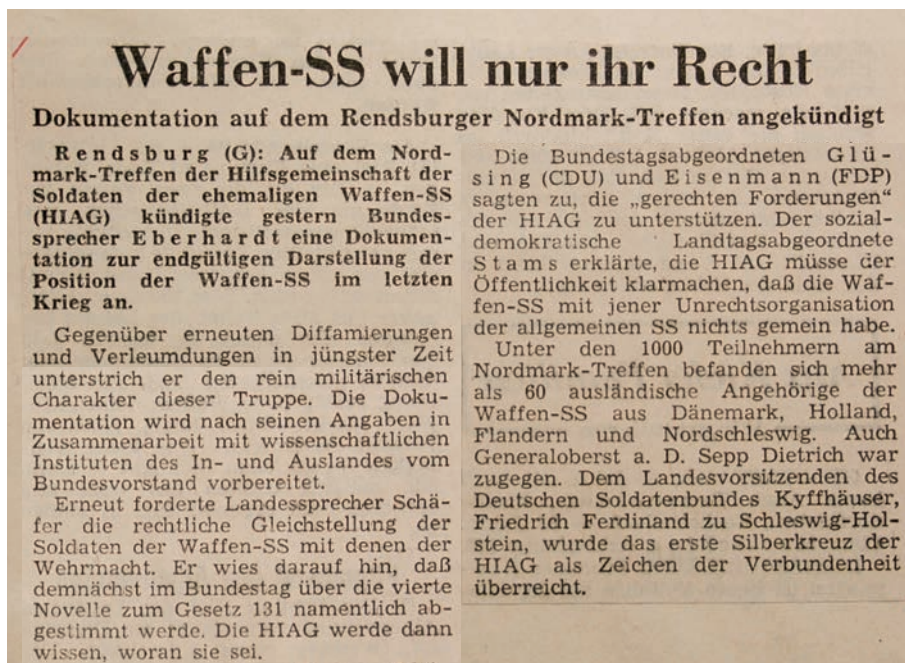 Waffen-SS will nur ihr Recht
Dokumentation auf dem Rendsburger Nordmark-Treffen angekündigt
Rendsburg (G): Auf dem Nord-
mark-Treffen der Hilfsgemeinschaft der
Soldaten der ehemaligen Waffen-SS
(HIAG) kündigte gestern Bundes-
sprecher Eberhardt eine Dokumen-
tation zur endgültigen Darstellung der
Position der Waffen-SS im letzten
Krieg an.
Gegenüber erneuten Diffamierungen
und Verleumdungen in jüngster Zeit
unterstrich er den rein militärischen
Charakter dieser Truppe. Die Doku-
mentation wird nach seinen Angaben in
Zusammenarbeit mit wissenschaftlichen
Instituten des In- und Auslandes vom
Bundesvorstand vorbereitet.
Erneut forderte Landessprecher Schä-
fer die rechtliche Gleichstellung der
Soldaten der Waffen-SS mit denen der
Wehrmacht. Er wies darauf hin, daß
demnächst im Bundestag über die vierte
Novelle zum Gesetz 131 namentlich ab-
gestimmt werde. Die HIAG werde dann
wissen, woran sie sei.
Die Bundestagsabgeordneten Glü-
sing (CDU) und Eisenmann (FDP)
sagten zu, die „gerechten Forderungen“
der HIAG zu unterstützen. Der sozial-
demokratische Landtagsabgeordnete
Stams erklärte, die HIAG müsse der
Öffentlichkeit klarmachen, daß die Waf-
fen-SS mit jener Unrechtsorganisation
der allgemeinen SS nichts gemein habe.
Unter den 1000 Teilnehmern am
Nordmark-Treffen befanden sich mehr
als 60 ausländische Angehörige der
Waffen-SS aus Dänemark, Holland,
Flandern und Nordschleswig. Auch
Generaloberst a. D. Sepp Dietrich war
zugegen. Dem Landesvorsitzenden des
Deutschen Soldatenbundes Kyffhäuser,
Friedrich Ferdinand zu Schleswig-Hol-
stein, wurde das erste Silberkreuz der
HIAG als Zeichen der Verbundenheit
überreicht.